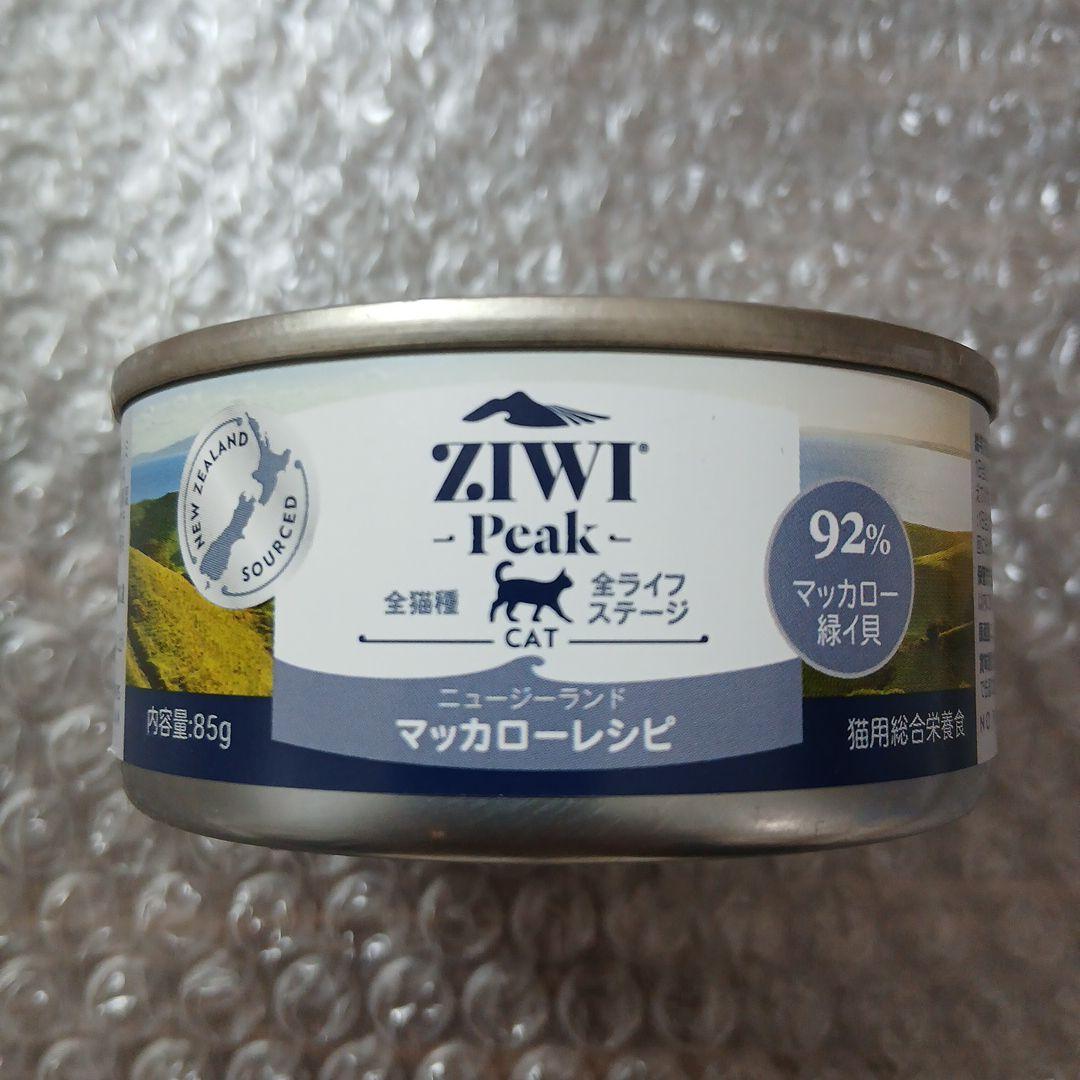 NEW ZEALAND
SOURCED
ZIWI®
- Peak -
全猫種
全ライフ
ステージ
CAT
92%
マッカロー
緑イ貝
ニュージーランド
マッカローレシピ
内容量:85g
猫用総合栄養食